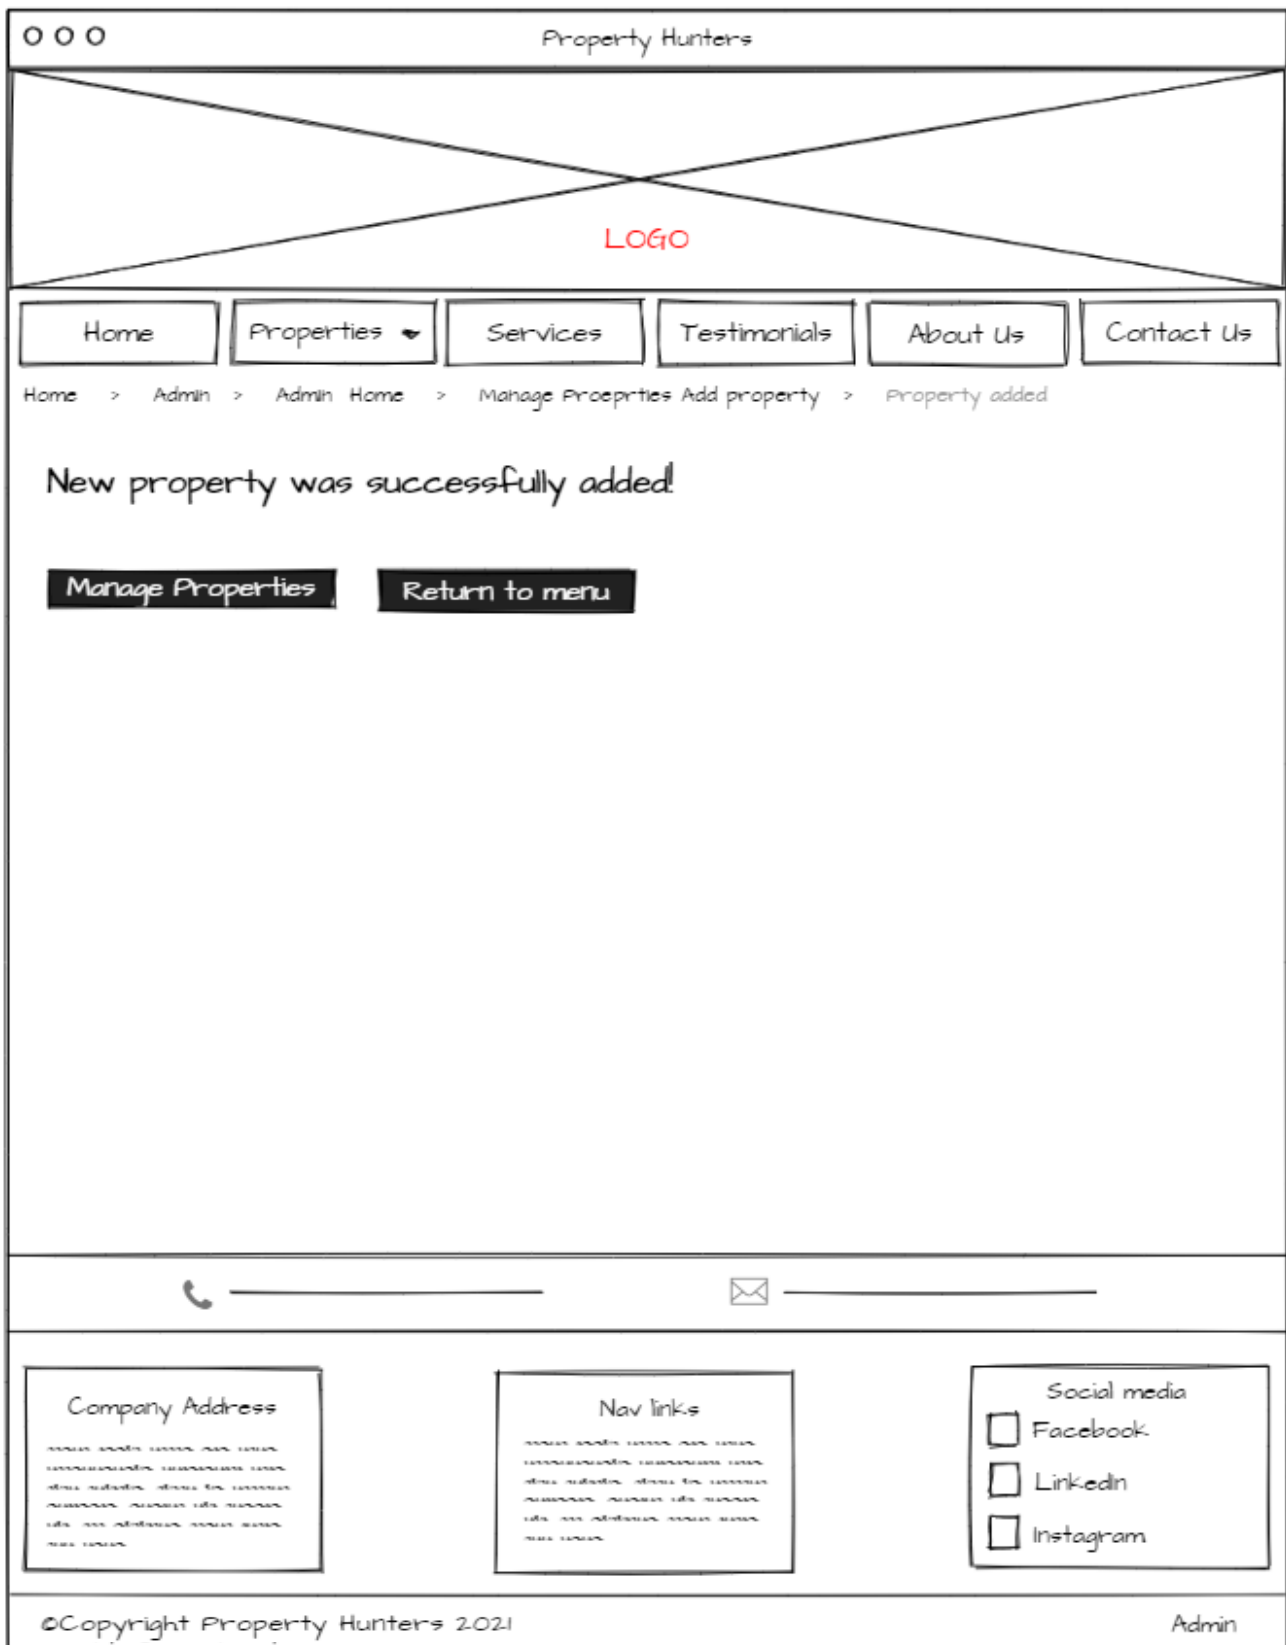 Property Hunters
LOGO
Home Properties Services Testimonials About Us Contact Us
Home > Admin > Admin Home > Manage Proeprties Add property > Property added
New property was successfully added!
Manage Properties Return to menu
Company Address Nav links Social media
Facebook
LinkedIn
Instagram
©Copyright Property Hunters 2021 Admin